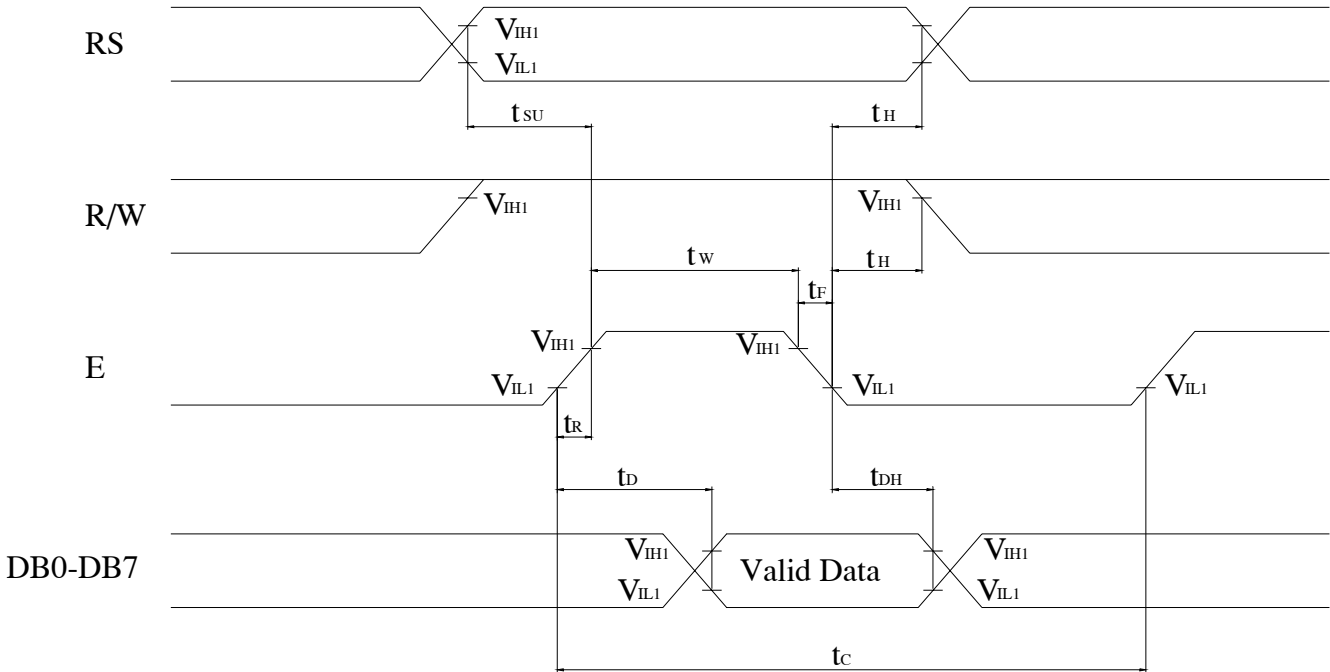 RS
VIH1
VIL1
tSU
tH
R/W
VIH1
VIH1
tW
tH
tF
E
VIH1
VIH1
VIL1
VIL1
VIL1
tR
tD
tDH
DB0-DB7
VIH1
Valid Data
VIH1
VIL1
VIL1
tC